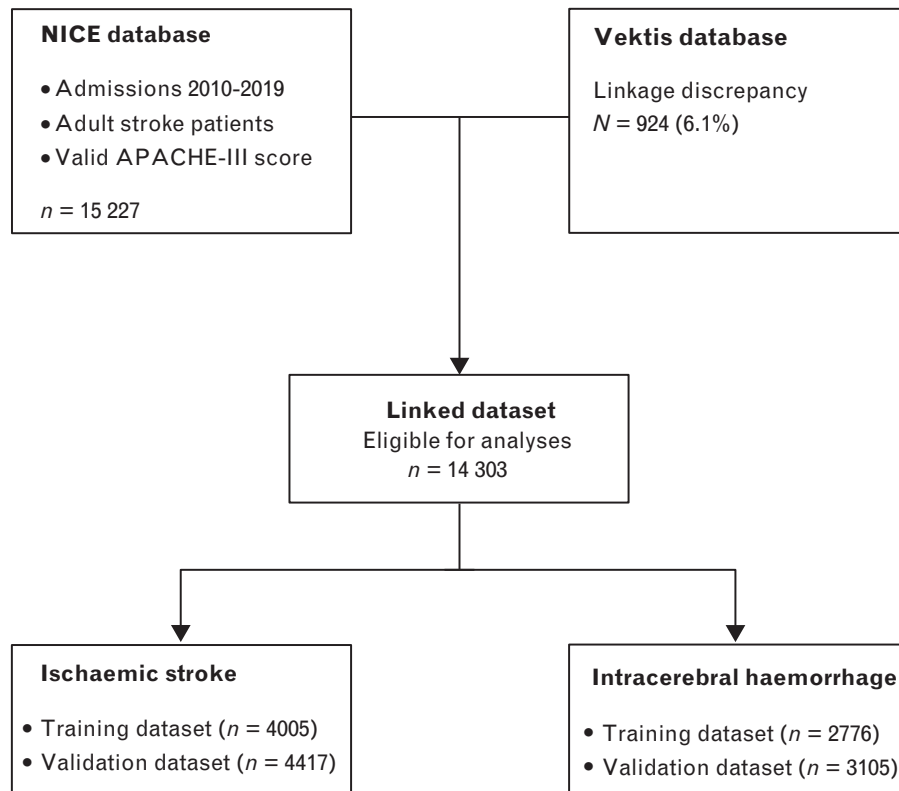 NICE database
• Admissions 2010-2019
• Adult stroke patients
• Valid APACHE-III score
n = 15 227
Vektis database
Linkage discrepancy
N = 924 (6.1%)
Linked dataset
Eligible for analyses
n = 14 303
Ischaemic stroke
• Training dataset (n = 4005)
• Validation dataset (n = 4417)
Intracerebral haemorrhage
• Training dataset (n = 2776)
• Validation dataset (n = 3105)